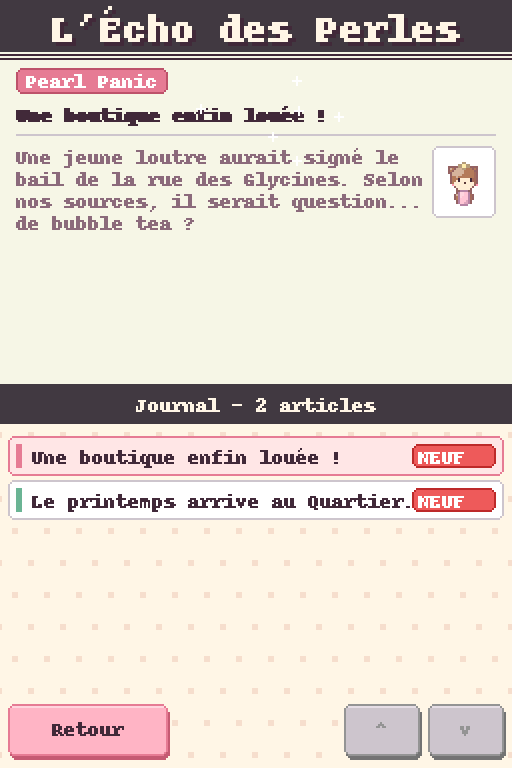 L'Écho des Perles
Pearl Panic
Une boutique enfin louée !
Une jeune loutre aurait signé le
bail de la rue des Glycines. Selon
nos sources, il serait question...
de bubble tea ?
Journal - 2 articles
Une boutique enfin louée !
NEUF
Le printemps arrive au Quartier.
NEUF
Retour
^
v